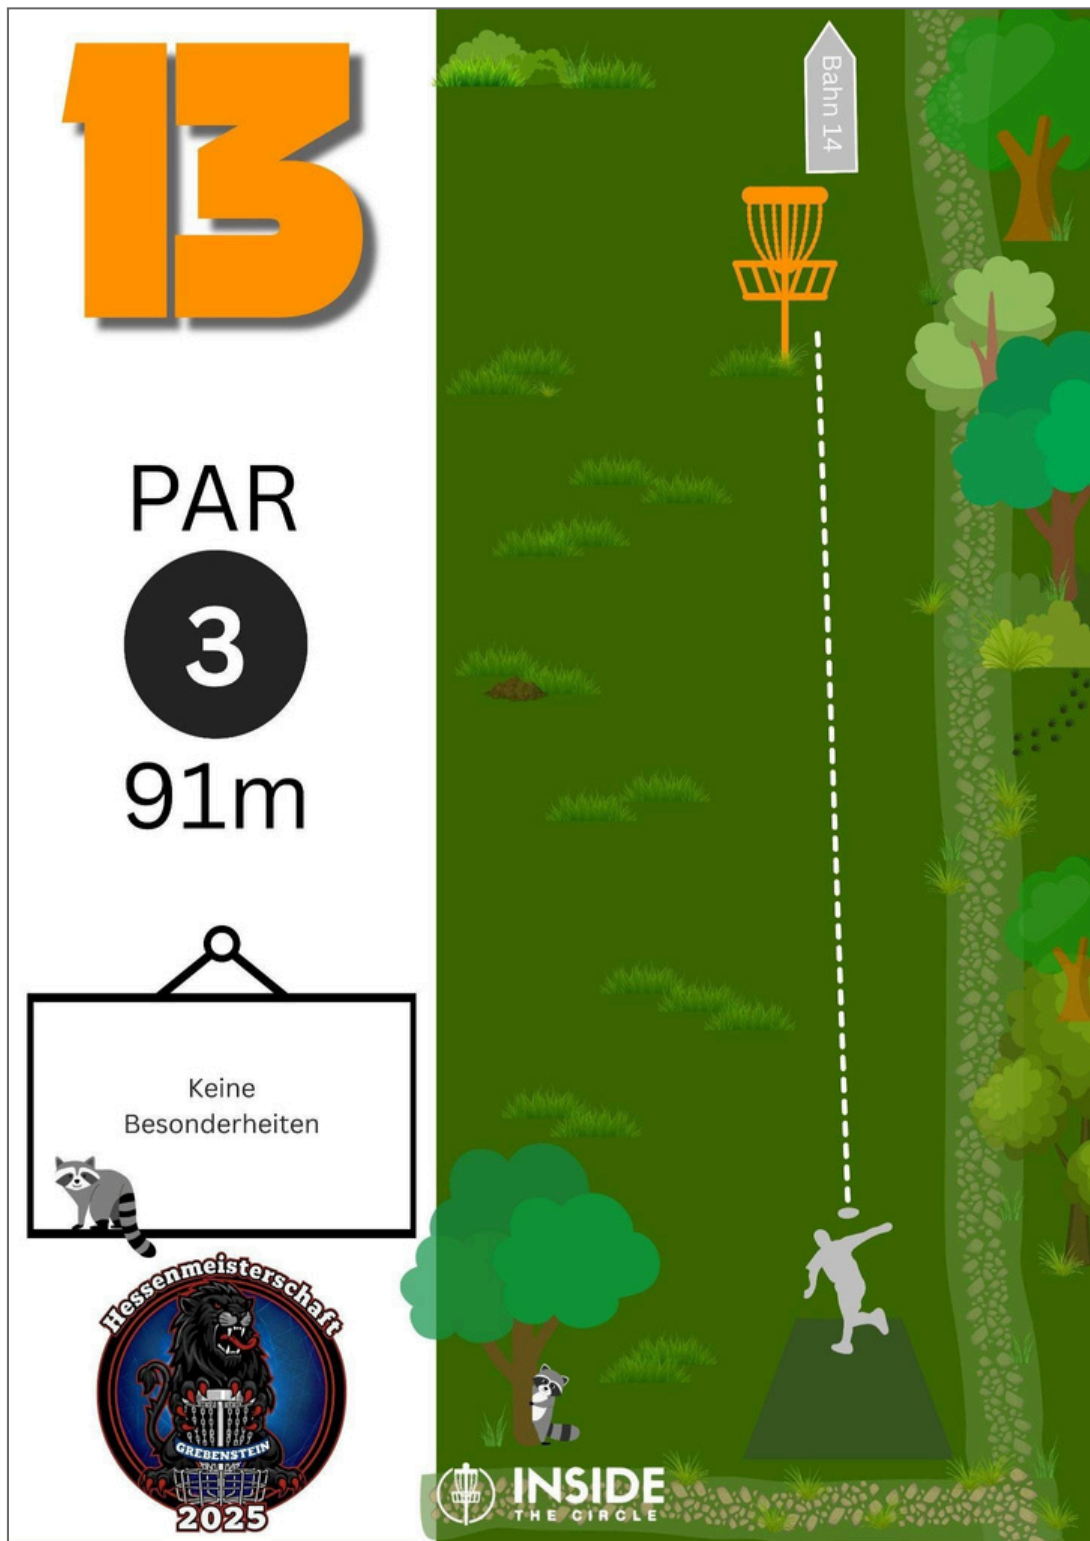 13
PAR
3
91m
Keine
Besonderheiten
Hessenmeisterschaft
GREBENSTEIN
2025
Bahn 14
INSIDE
THE CIRCLE